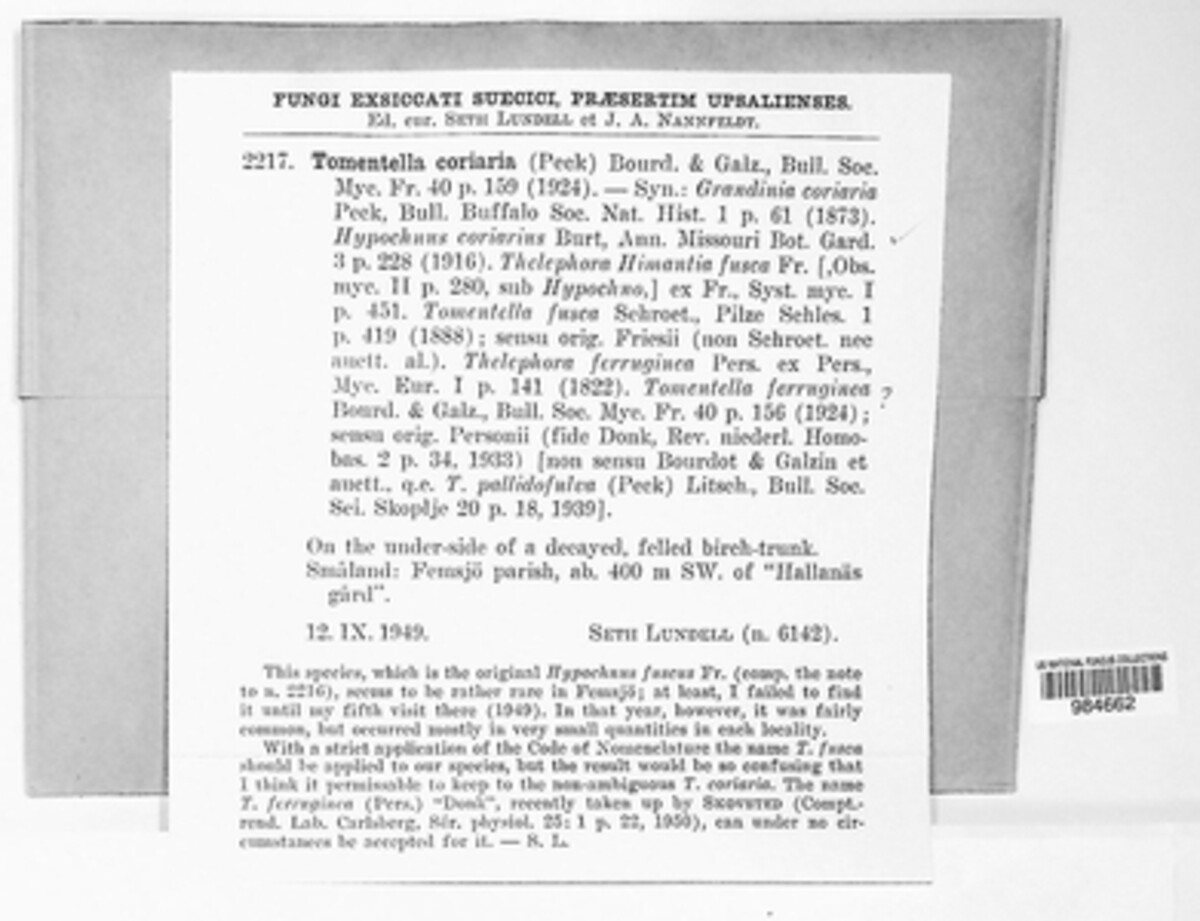 FUNGI EXSICCATI SUECICI, PRÆSERTIM UPSALIENSES.
Ed. cur. SETH LUNDELL et J. A. NANNFELDT.
2217. Tomentella coriaria (Peck) Bourd. & Galz., Bull. Soc.
Myc. Fr. 40 p. 159 (1924). — Syn.: Grandinia coriaria
Peck, Bull. Buffalo Soc. Nat. Hist. 1 p. 61 (1873).
Hypochnus coriarius Burt, Ann. Missouri Bot. Gard.
3 p. 228 (1916). Thelephora Himantia fusca Fr. [,Obs.
myc. II p. 280, sub Hypochno,] ex Fr., Syst. myc. I
p. 451. Tomentella fusca Schroet., Pilze Schles. 1
p. 419 (1888); sensu orig. Friesii (non Schroet. nec
auctt. al.). Thelephora ferruginea Pers. ex Pers.,
Myc. Eur. I p. 141 (1822). Tomentella ferruginea ?
Bourd. & Galz., Bull. Soc. Myc. Fr. 40 p. 156 (1924);
sensu orig. Personii (fide Donk, Rev. niederl. Homo-
bas. 2 p. 34, 1933) [non sensu Bourdot & Galzin et
auctt., q.e. T. pallidofulva (Peck) Litsch., Bull. Soc.
Sci. Skoplje 20 p. 18, 1939].
On the under-side of a decayed, felled birch-trunk.
Småland: Femsjö parish, ab. 400 m SW. of "Hallanäs
gård".
12. IX. 1949. SETH LUNDELL (n. 6142).
This species, which is the original Hypochnus fuscus Fr. (comp. the note
to n. 2216), seems to be rather rare in Femsjö; at least, I failed to find
it until my fifth visit there (1949). In that year, however, it was fairly
common, but occurred mostly in very small quantities in each locality.
With a strict application of the Code of Nomenclature the name T. fusca
should be applied to our species, but the result would be so confusing that
I think it permissable to keep to the non-ambiguous T. coriaria. The name
T. ferruginea (Pers.) "Donk", recently taken up by SKOVSTED (Compt.-
rend. Lab. Carlsberg, Sér. physiol. 25: 1 p. 22, 1950), can under no cir-
cumstances be accepted for it. — S. L.
US NATIONAL FUNGUS COLLECTIONS
984662